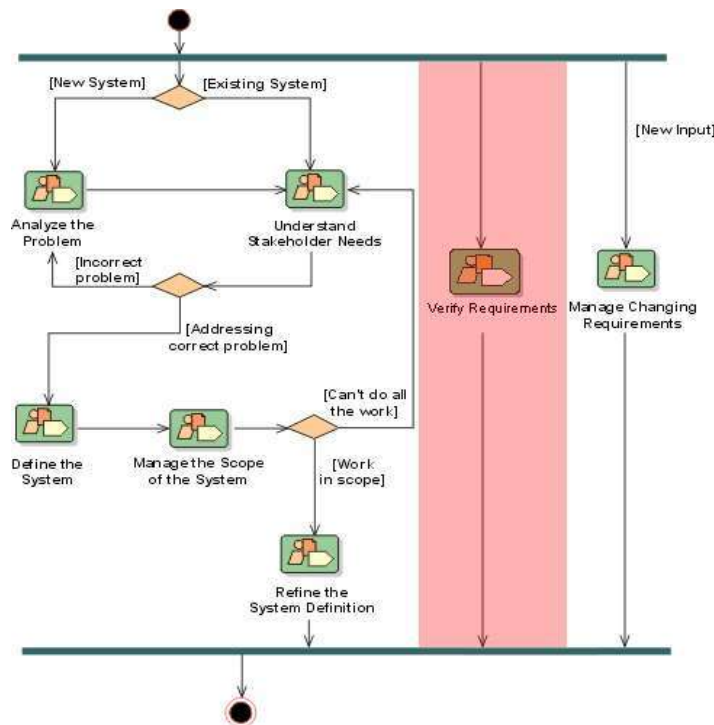 [New System]
[Existing System]
[New Input]
Analyze the
Problem
Understand
Stakeholder Needs
[Incorrect
problem]
Verify Requirements
Manage Changing
Requirements
[Addressing
correct problem]
[Can't do all
the work]
Define the
System
Manage the Scope
of the System
[Work
in scope]
Refine the
System Definition